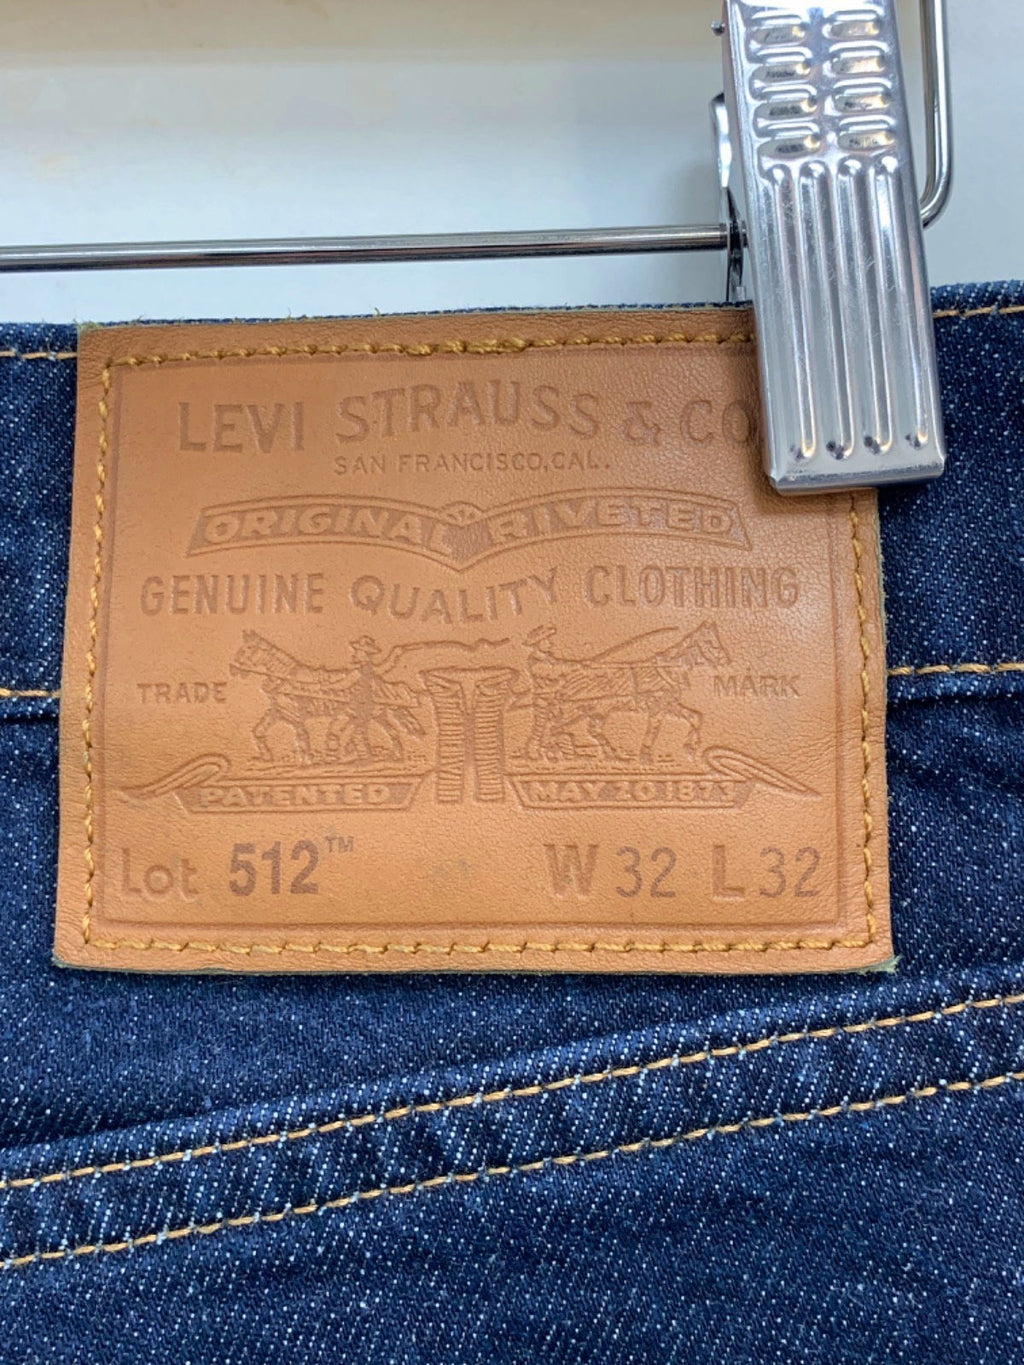 LEVI STRAUSS & CO
SAN FRANCISCO, CAL.
ORIGINAL RIVETED
GENUINE QUALITY CLOTHING
TRADE MARK
PATENTED MAY 20 1873
Lot 512™ W 32 L 32